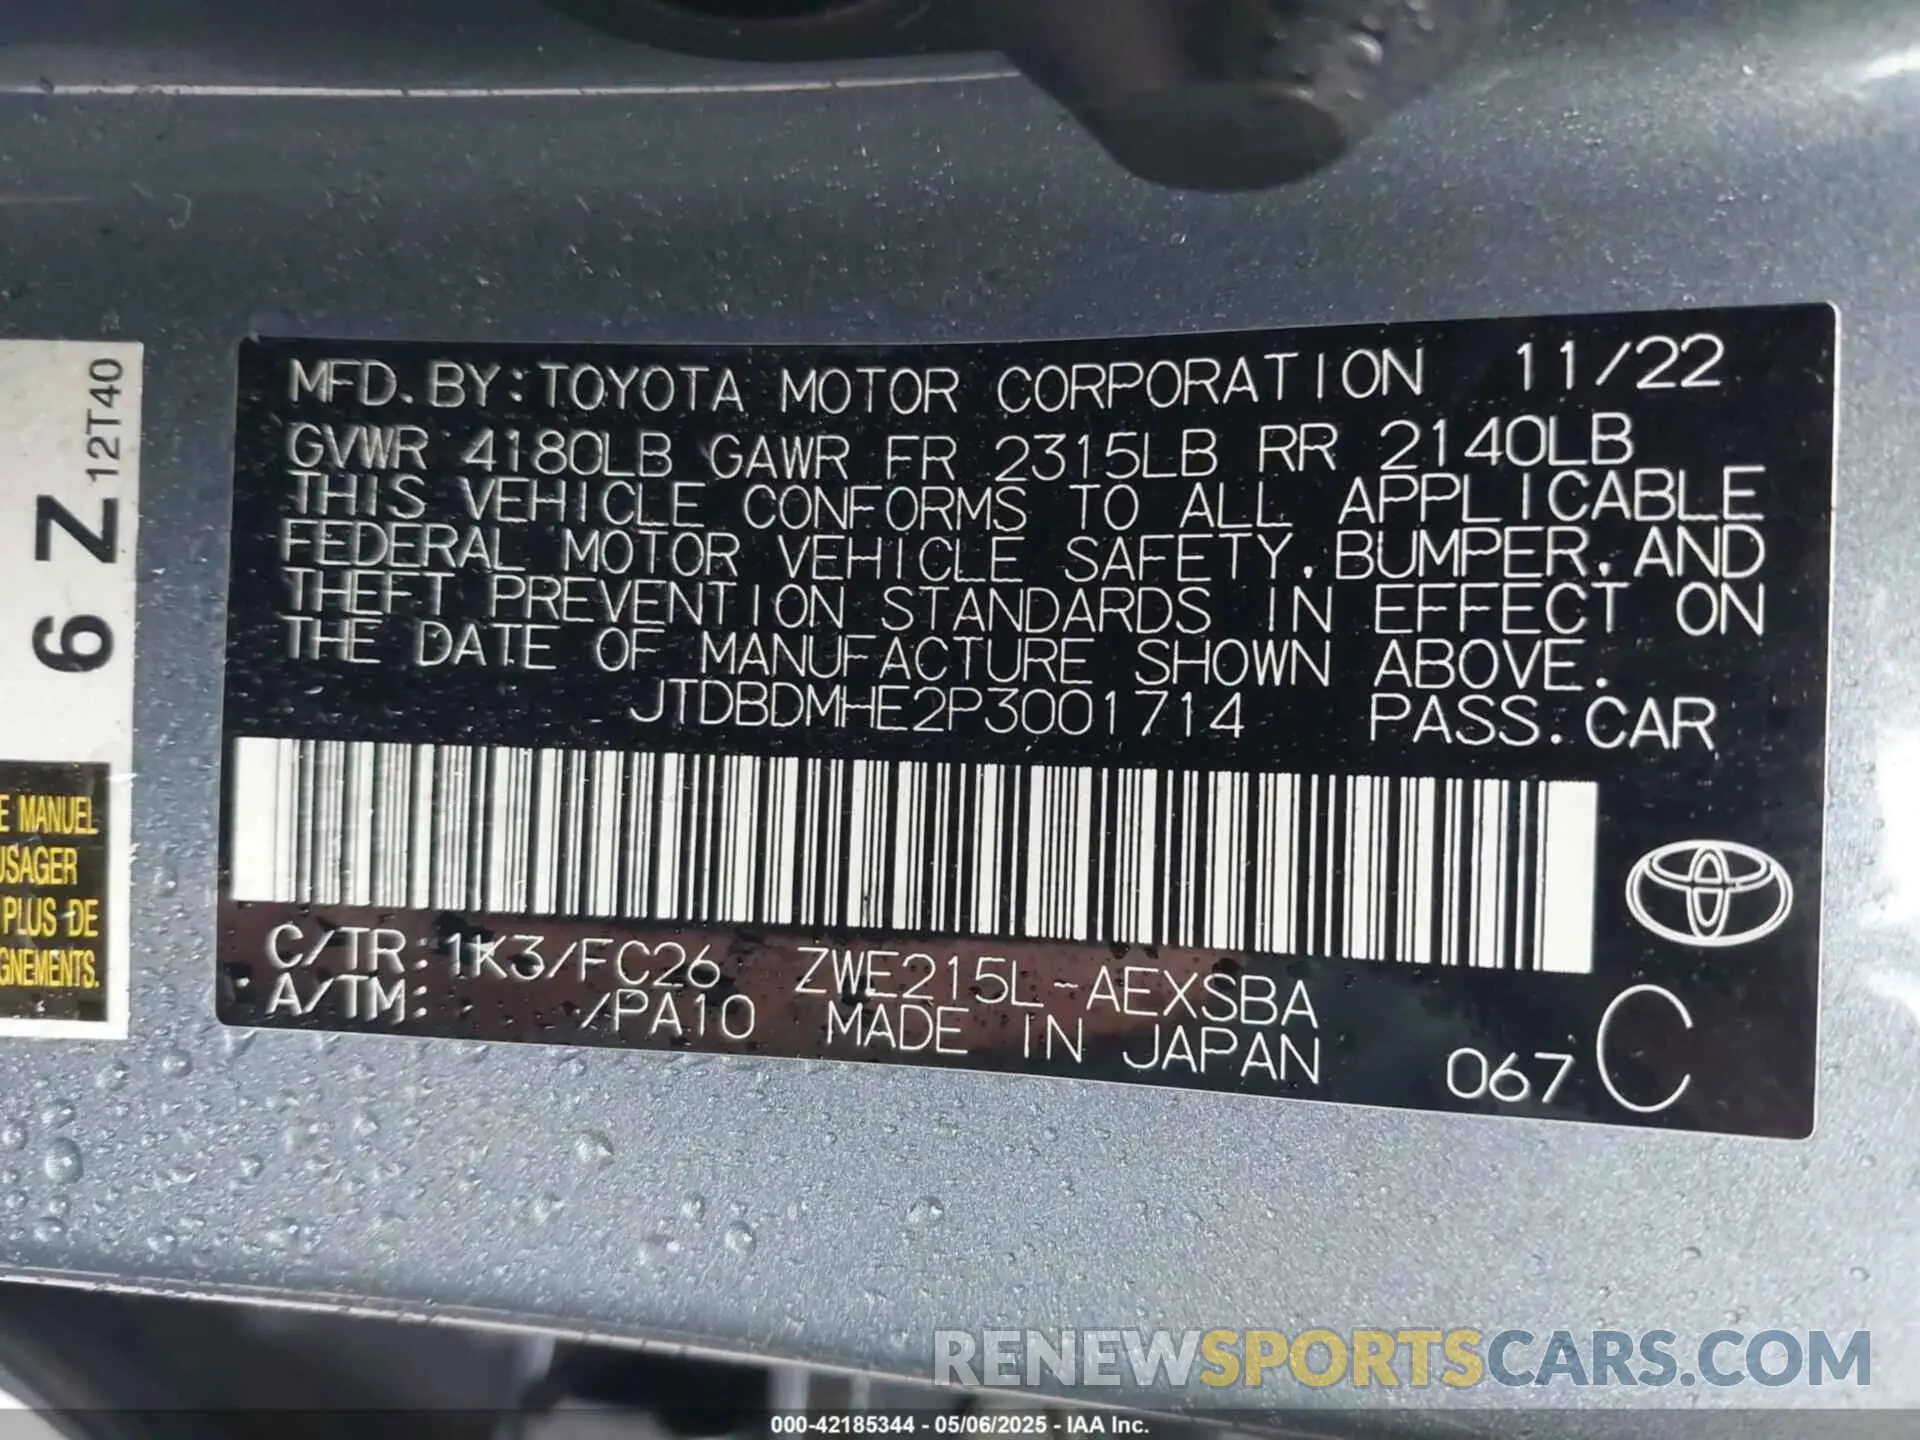 MFD. BY: TOYOTA MOTOR CORPORATION 11/22
GVWR 4180LB GAWR FR 2315LB RR 2140LB
THIS VEHICLE CONFORMS TO ALL APPLICABLE
FEDERAL MOTOR VEHICLE SAFETY, BUMPER, AND
THEFT PREVENTION STANDARDS IN EFFECT ON
THE DATE OF MANUFACTURE SHOWN ABOVE.
JTDBDMHE2P3001714 PASS. CAR
C/TR: 1K3/FC26 ZWE215L-AEXSBA
A/TM: /PA10 MADE IN JAPAN
067 C
6 Z 12T40
E MANUEL
USAGER
PLUS DE
GNEMENTS.
RENEWSPORTSCARS.COM
000-42185344 - 05/06/2025 - IAA Inc.